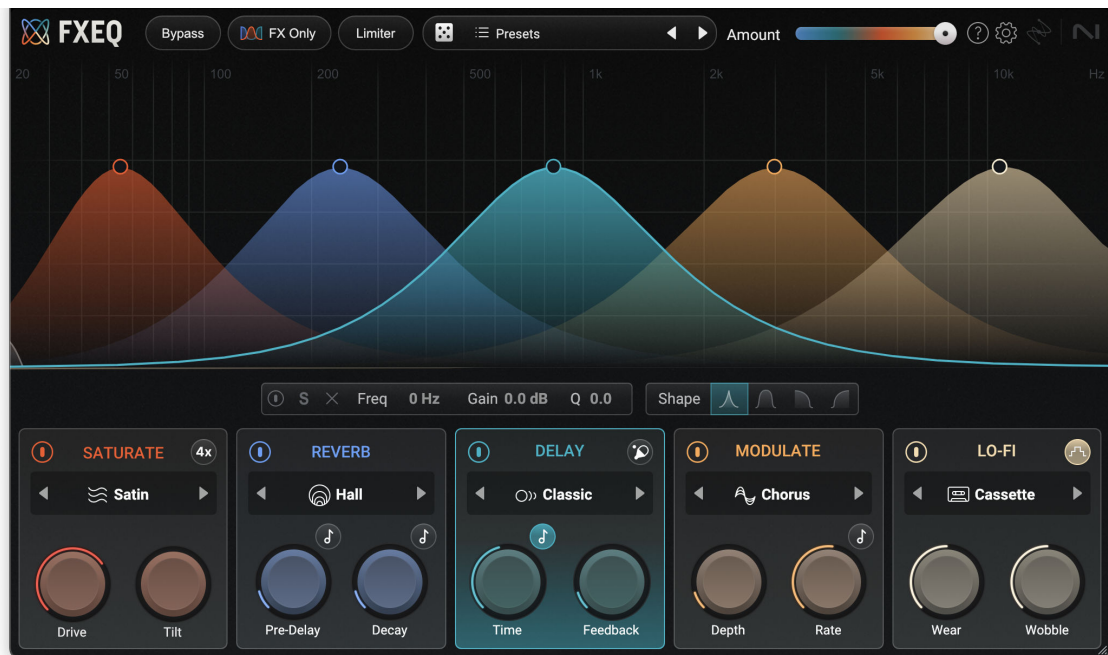 FXEQ Bypass FX Only Limiter Presets Amount ?
20 50 100 200 500 1k 2k 5k 10k Hz
S Freq 0 Hz Gain 0.0 dB Q 0.0 Shape
SATURATE 4x REVERB DELAY MODULATE LO-FI
Satin Hall Classic Chorus Cassette
Drive Tilt Pre-Delay Decay Time Feedback Depth Rate Wear Wobble